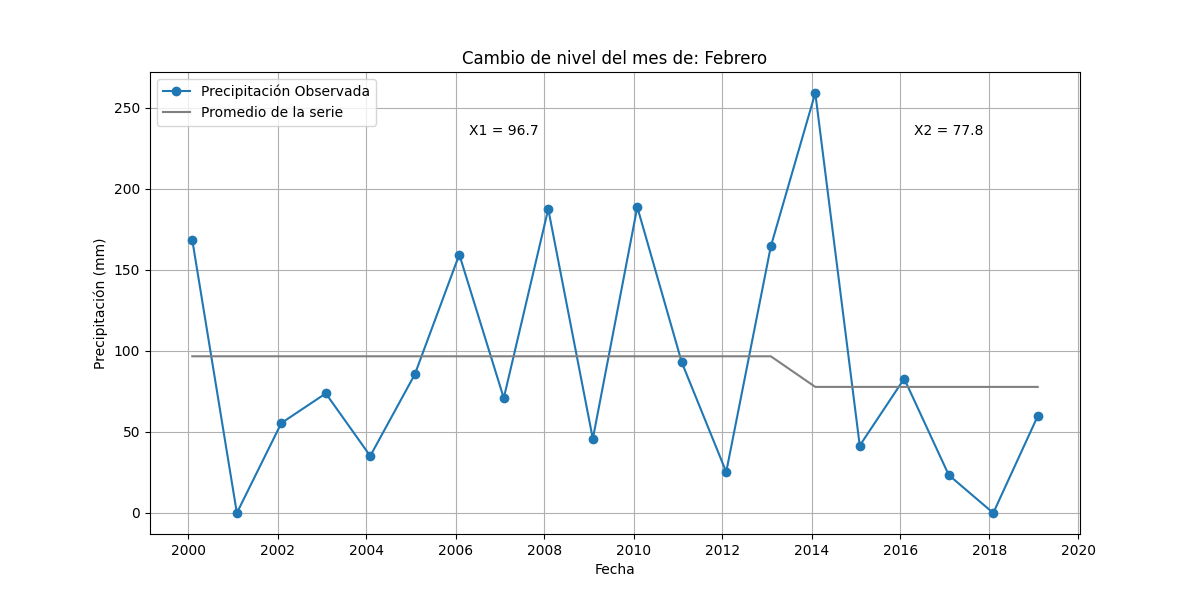 Cambio de nivel del mes de: Febrero
Precipitación Observada
Promedio de la serie
X1 = 96.7
X2 = 77.8
Precipitación (mm)
250
200
150
100
50
0
2000 2002 2004 2006 2008 2010 2012 2014 2016 2018 2020
Fecha